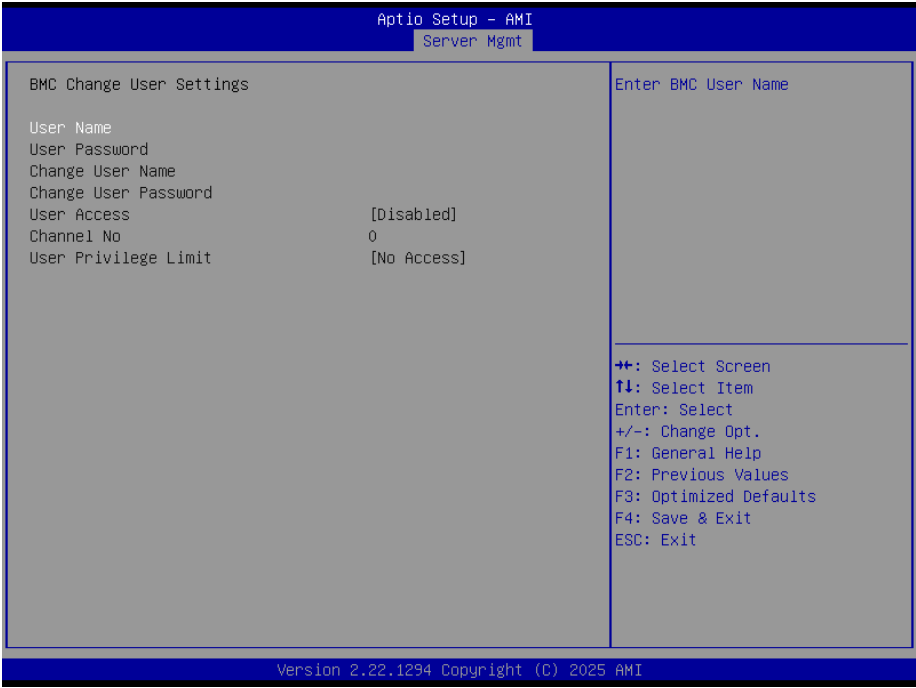 Aptio Setup – AMI
Server Mgmt
BMC Change User Settings
User Name
User Password
Change User Name
Change User Password
User Access [Disabled]
Channel No 0
User Privilege Limit [No Access]
Enter BMC User Name
→←: Select Screen
↑↓: Select Item
Enter: Select
+/-: Change Opt.
F1: General Help
F2: Previous Values
F3: Optimized Defaults
F4: Save & Exit
ESC: Exit
Version 2.22.1294 Copyright (C) 2025 AMI